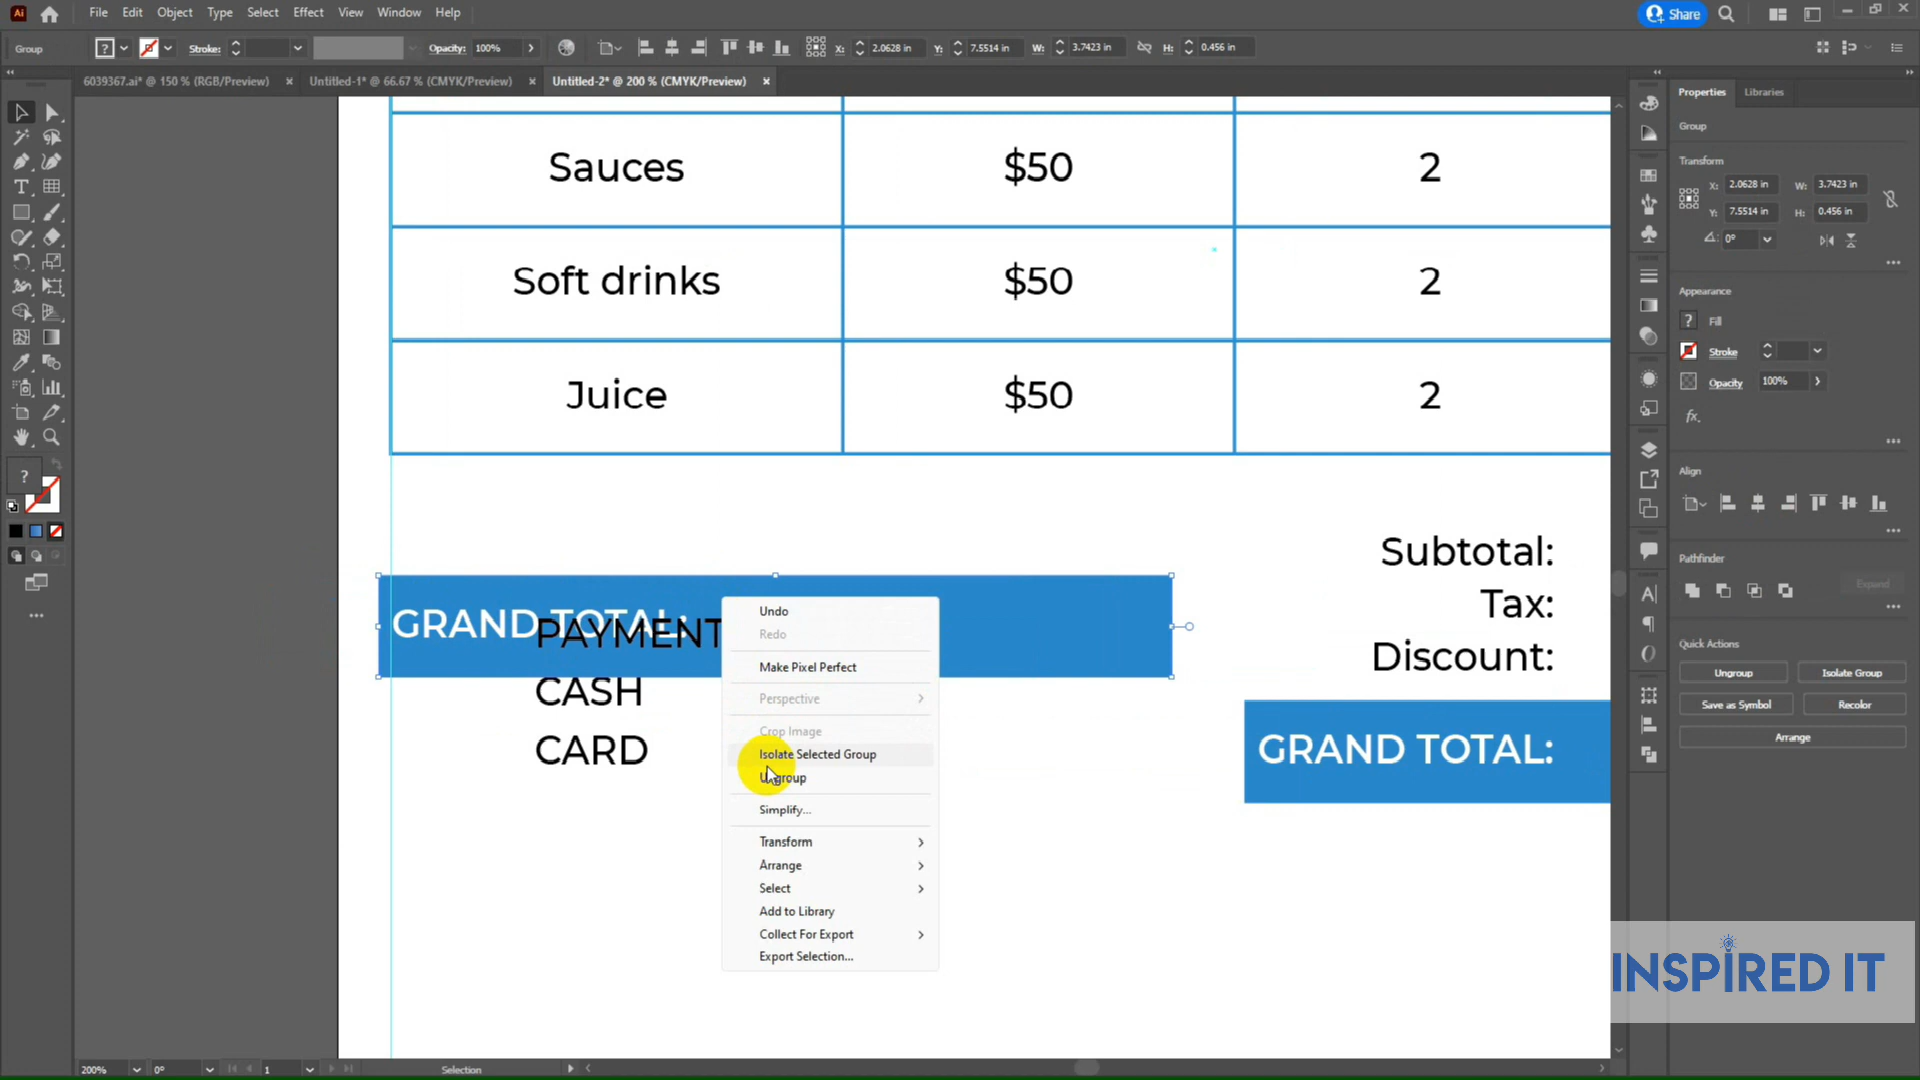 Ai File Edit Object Type Select Effect View Window Help Share
Group ? Stroke: Opacity: 100% X: 2.0628 in Y: 7.5514 in W: 3.7423 in H: 0.456 in
6039367.ai* @ 150 % (RGB/Preview) × Untitled-1* @ 66.67 % (CMYK/Preview) × Untitled-2* @ 200 % (CMYK/Preview) ×
Properties Libraries
Group
Transform
X: 2.0628 in W: 3.7423 in
Y: 7.5514 in H: 0.456 in
0°
Appearance
? Fill
Stroke
Opacity 100%
fx.
Align
Pathfinder
Expand
Quick Actions
Ungroup Isolate Group
Save as Symbol Recolor
Arrange
Sauces $50 2
Soft drinks $50 2
Juice $50 2
Subtotal:
Tax:
Discount:
GRAND TOTAL:
GRAND TOTAL:
PAYMENT
CASH
CARD
Undo
Redo
Make Pixel Perfect
Perspective
Crop Image
Isolate Selected Group
Ungroup
Simplify...
Transform
Arrange
Select
Add to Library
Collect For Export
Export Selection...
INSPIRED IT
200% 0° 1 Selection